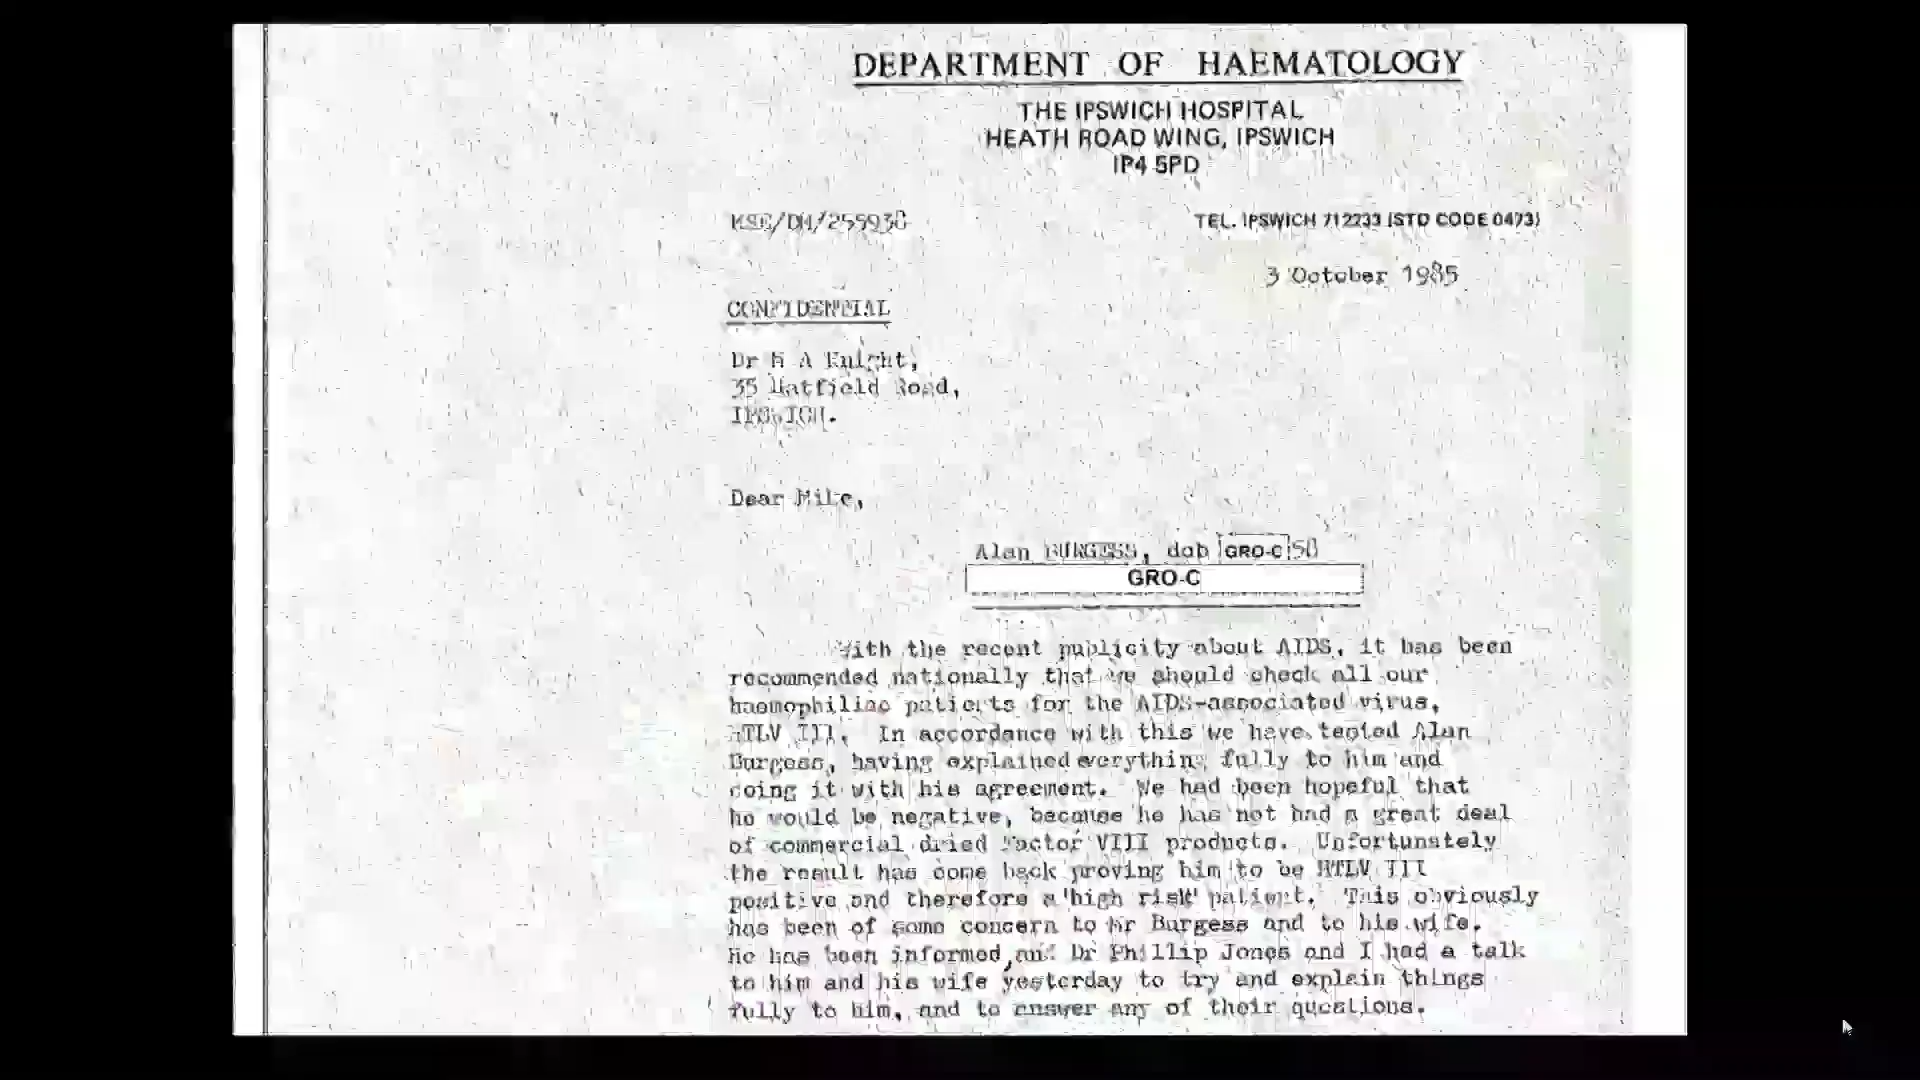 DEPARTMENT OF HAEMATOLOGY
THE IPSWICH HOSPITAL
HEATH ROAD WING, IPSWICH
IP4 5PD
TEL. IPSWICH 712233 (STD CODE 0473)
3 October 1985
CONFIDENTIAL
Dr Knight,
35 Hatfield Road,
IPSWICH.
Dear Mike,
Alan BURGESS, dob GRO-C 50
GRO-C
With the recent publicity about AIDS, it has been
recommended nationally that we should check all our
haemophiliac patients for the AIDS-associated virus,
HTLV III. In accordance with this we have tested Alan
Burgess, having explained everything fully to him and
doing it with his agreement. We had been hopeful that
he would be negative, because he has not had a great deal
of commercial dried Factor VIII products. Unfortunately
the result has come back proving him to be HTLV III
positive and therefore a 'high risk' patient. This obviously
has been of some concern to Mr Burgess and to his wife.
He has been informed and Dr Phillip Jones and I had a talk
to him and his wife yesterday to try and explain things
fully to him, and to answer any of their questions.